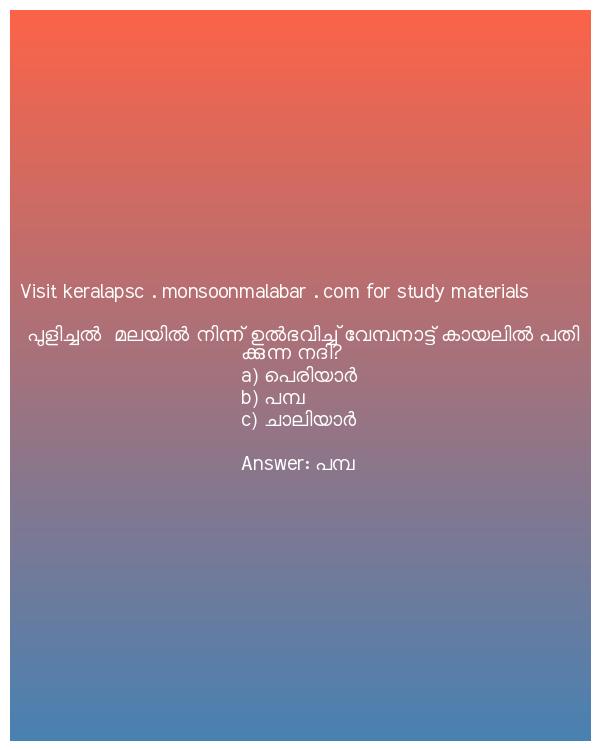 Visit keralapsc . monsoonmalabar . com for study materials
പുളിച്ചൽ മലയിൽ നിന്ന് ഉൽഭവിച്ച് വേമ്പനാട്ട് കായലിൽ പതി
ക്കുന്ന നദി?
a) പെരിയാർ
b) പമ്പ
c) ചാലിയാർ
Answer: പമ്പ